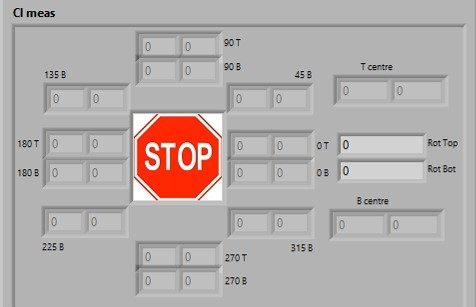 CI meas
0 0 90 T
0 0 90 B
135 B
45 B
T centre
0 0
0 0
0 0
180 T 0 0
180 B 0 0
STOP
0 0 0 T
0 0 0 B
0 Rot Top
0 Rot Bot
B centre
0 0
0 0
0 0
225 B
315 B
0 0 270 T
0 0 270 B